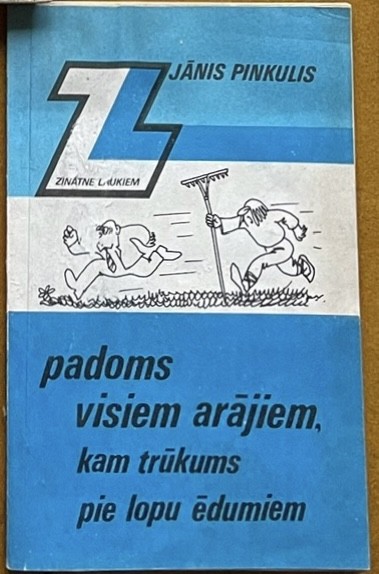 JĀNIS PINKULIS
ZINĀTNE LAUKIEM
padoms
visiem arājiem,
kam trūkums
pie lopu ēdumiem